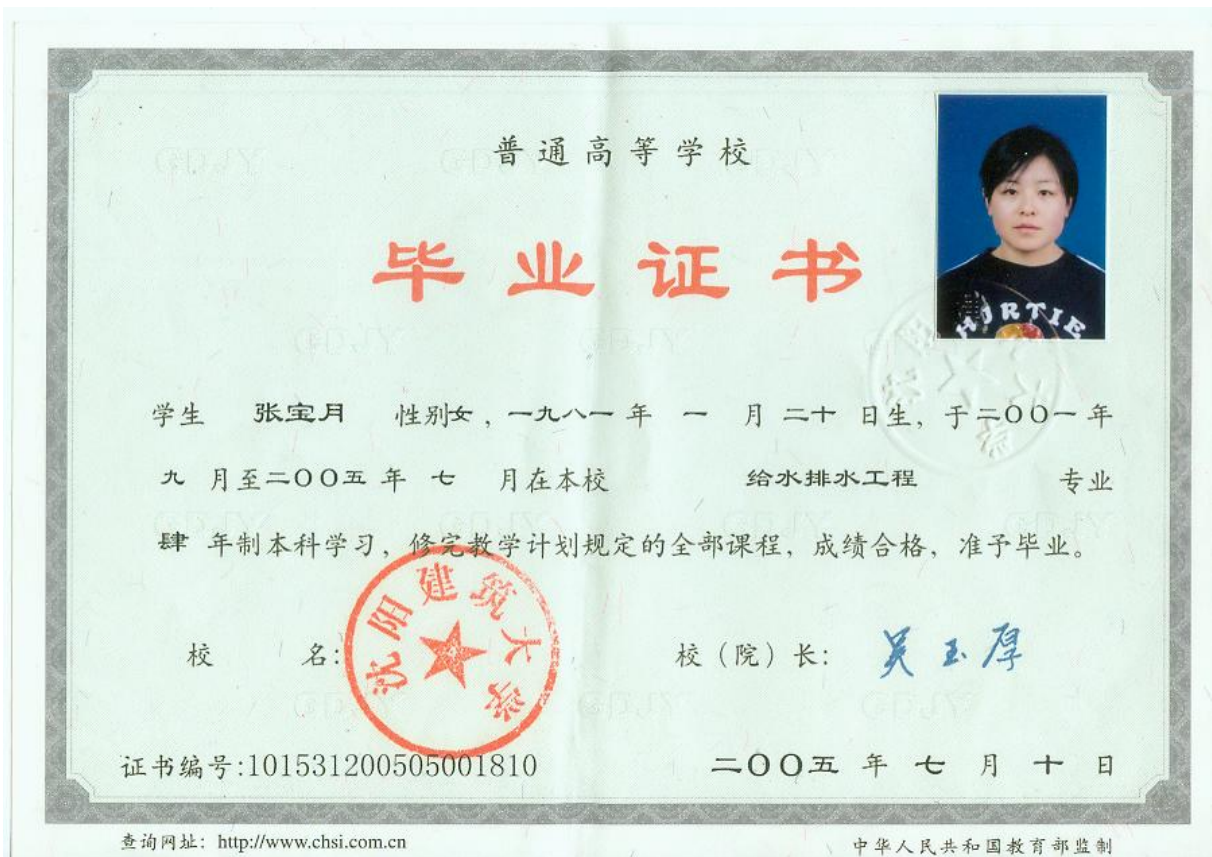 普通高等学校
毕业证书
学生 张宝月 性别女，一九八一年 一 月 二十 日生，于二〇〇一年
九 月至二〇〇五 年 七 月在本校 给水排水工程 专业
肆 年制本科学习，修完教学计划规定的全部课程，成绩合格，准予毕业。
校 名：
沈阳建筑大学
校（院）长： 吴玉厚
证书编号:101531200505001810
二〇〇五 年 七 月 十 日
查询网址：http://www.chsi.com.cn
中华人民共和国教育部监制